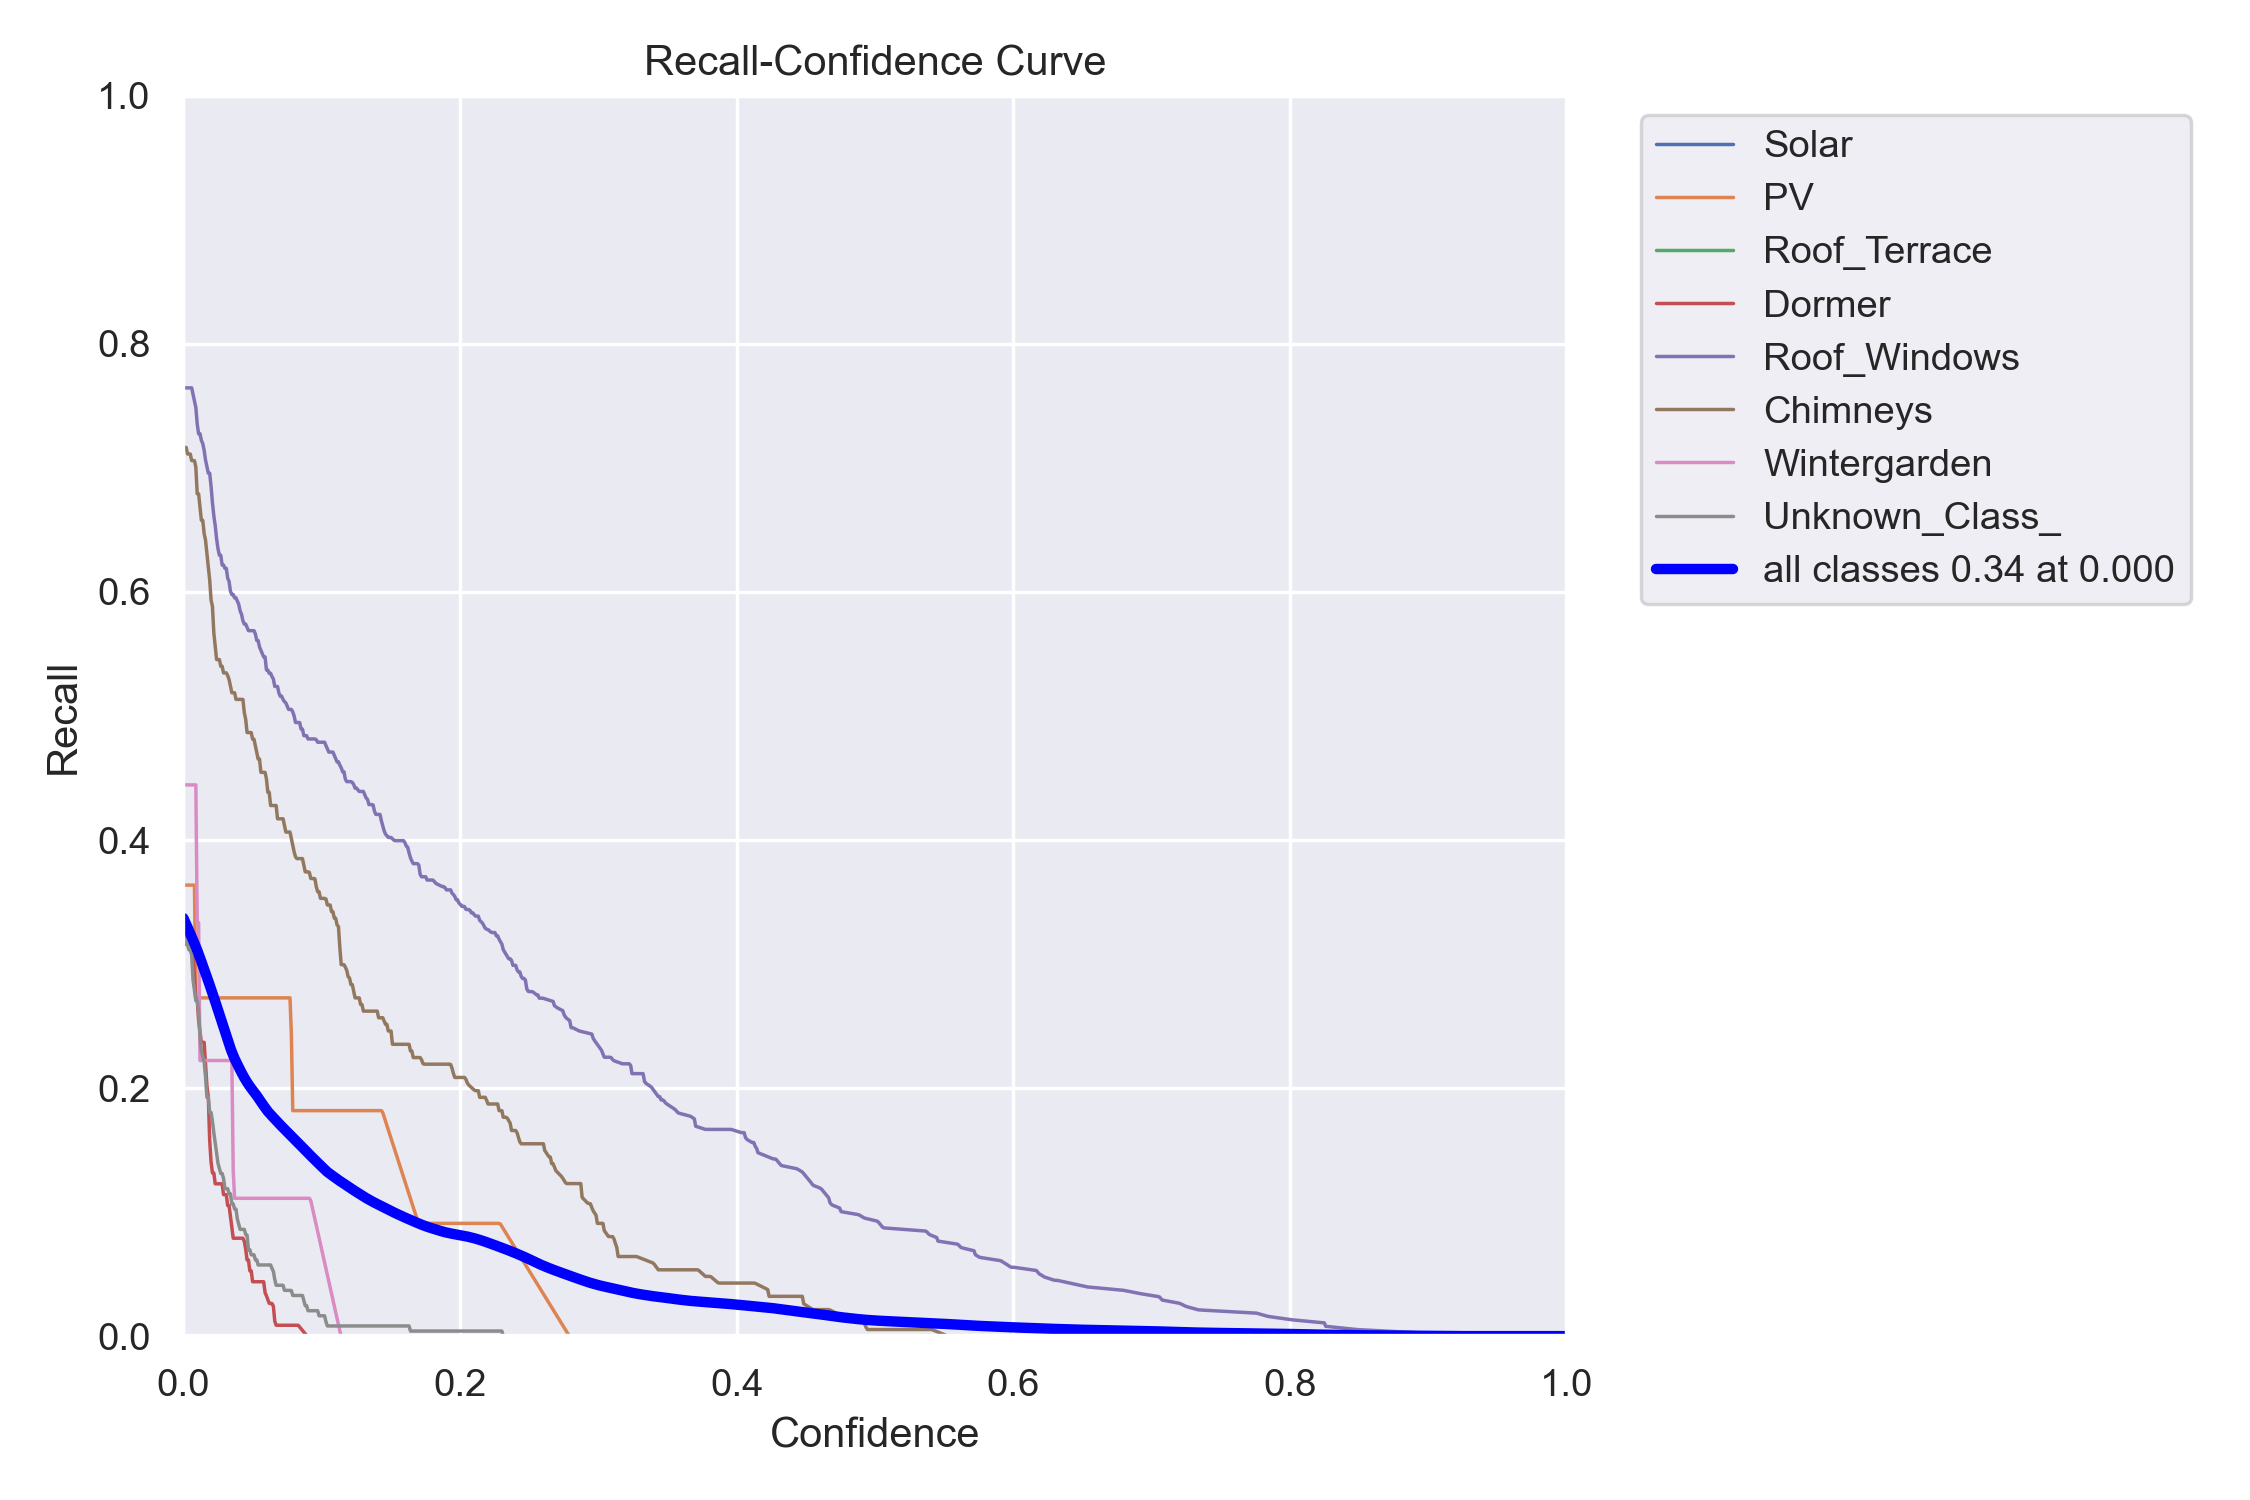 Recall-Confidence Curve
1.0
0.8
0.6
0.4
0.2
0.0
Recall
0.0 0.2 0.4 0.6 0.8 1.0
Confidence
Solar
PV
Roof_Terrace
Dormer
Roof_Windows
Chimneys
Wintergarden
Unknown_Class_
all classes 0.34 at 0.000